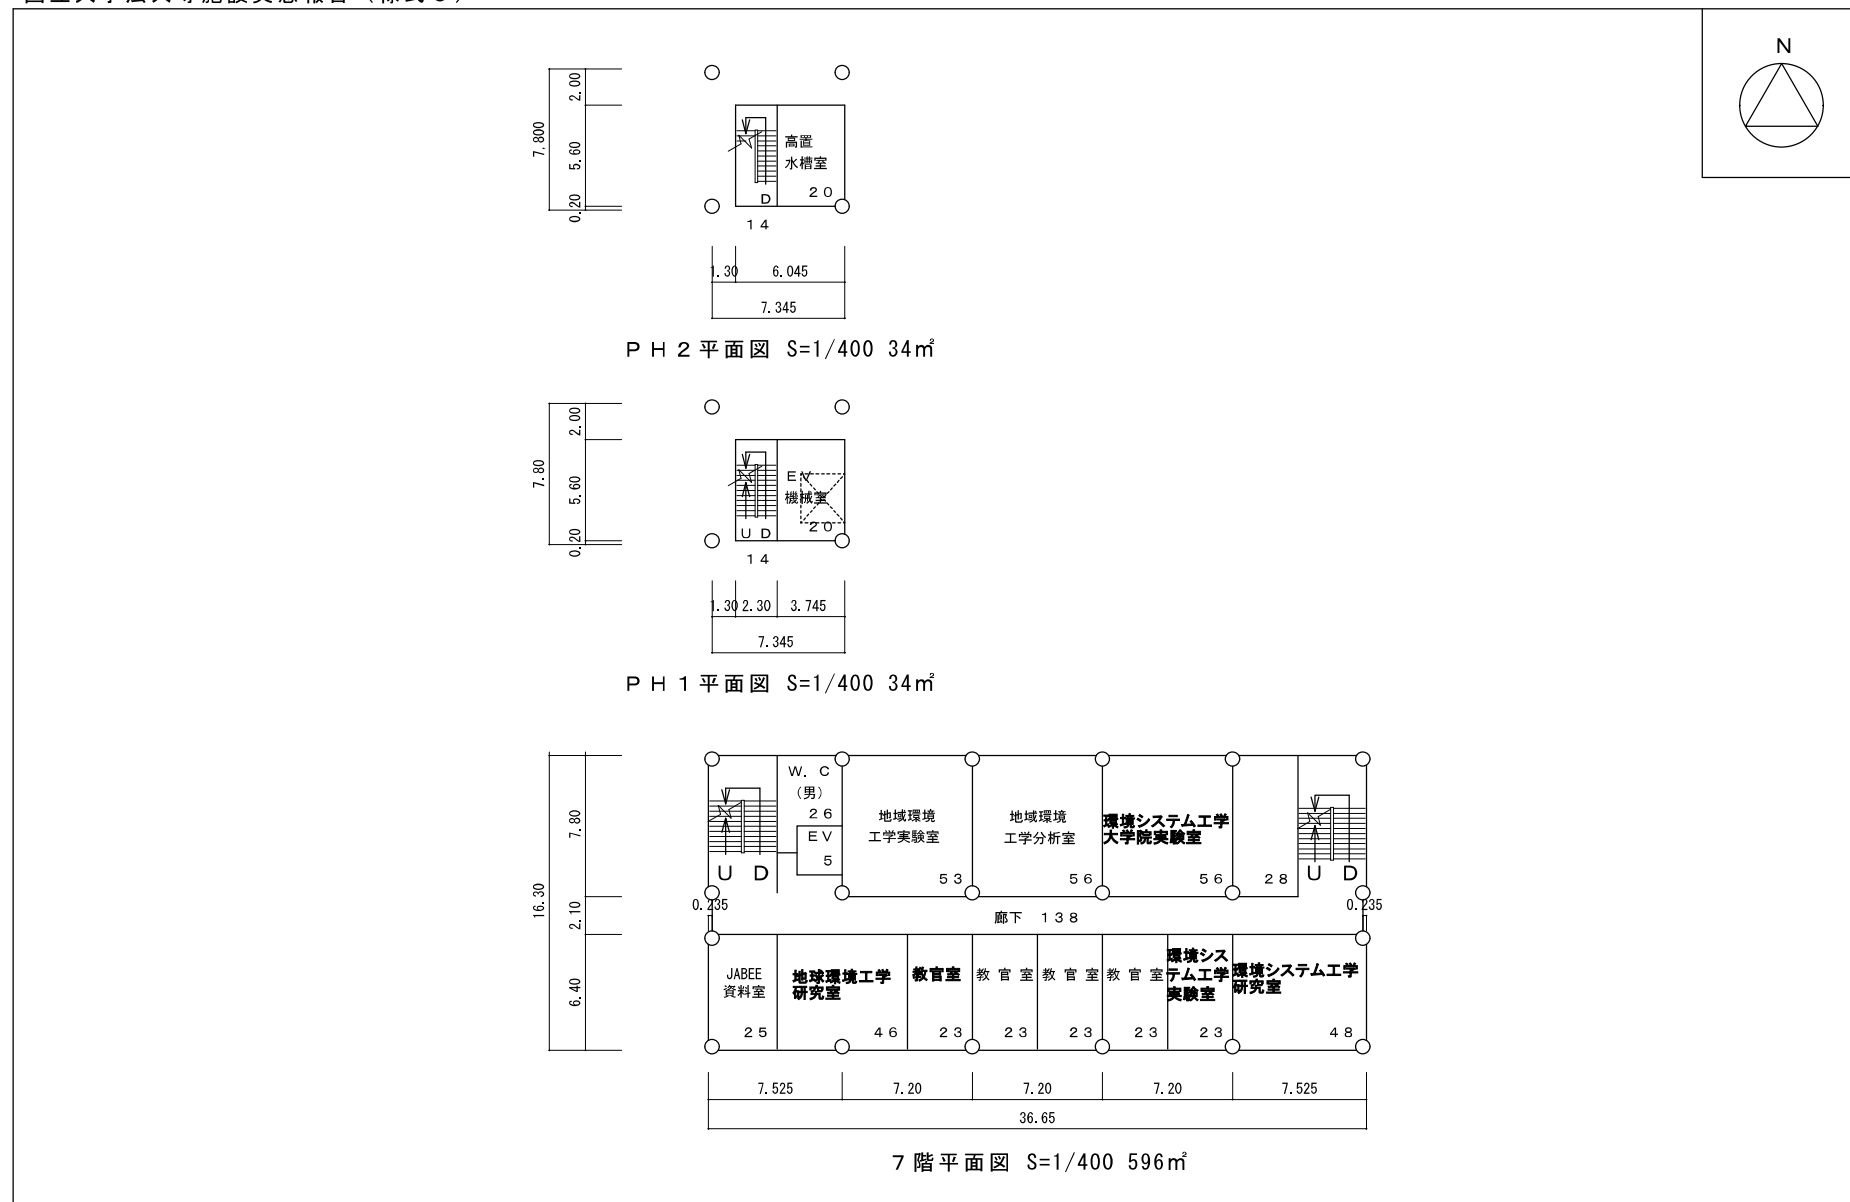 N
2.00
7.800
5.60
0.20
高置
水槽室
20
D
14
1.30 6.045
7.345
PH2平面図 S=1/400 34㎡
2.00
7.80
5.60
0.20
EV
機械室
20
U D
14
1.30 2.30 3.745
7.345
PH1平面図 S=1/400 34㎡
16.30
7.80
2.10
6.40
W.C
(男)
26
EV
5
U D
地域環境
工学実験室
53
地域環境
工学分析室
56
環境システム工学
大学院実験室
56
28
U D
0.235
0.235
廊下 138
JABEE
資料室
25
地球環境工学
研究室
46
教官室
23
教官室
23
教官室
23
教官室
23
環境シス
テム工学
実験室
23
環境システム工学
研究室
48
7.525 7.20 7.20 7.20 7.525
36.65
7階平面図 S=1/400 596㎡